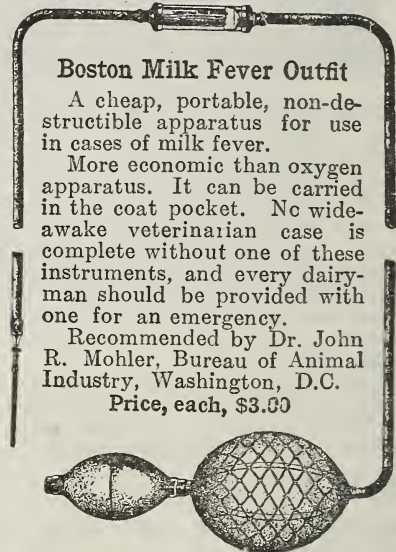 Boston Milk Fever Outfit
A cheap, portable, non-de-
structible apparatus for use
in cases of milk fever.
More economic than oxygen
apparatus. It can be carried
in the coat pocket. No wide-
awake veterinarian case is
complete without one of these
instruments, and every dairy-
man should be provided with
one for an emergency.
Recommended by Dr. John
R. Mohler, Bureau of Animal
Industry, Washington, D.C.
Price, each, $3.00